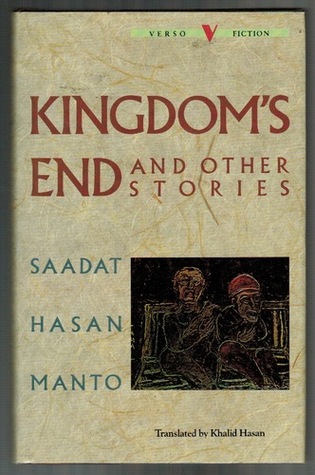 VERSO V FICTION
KINGDOM'S
END AND OTHER
STORIES
SAADAT
HASAN
MANTO
Translated by Khalid Hasan